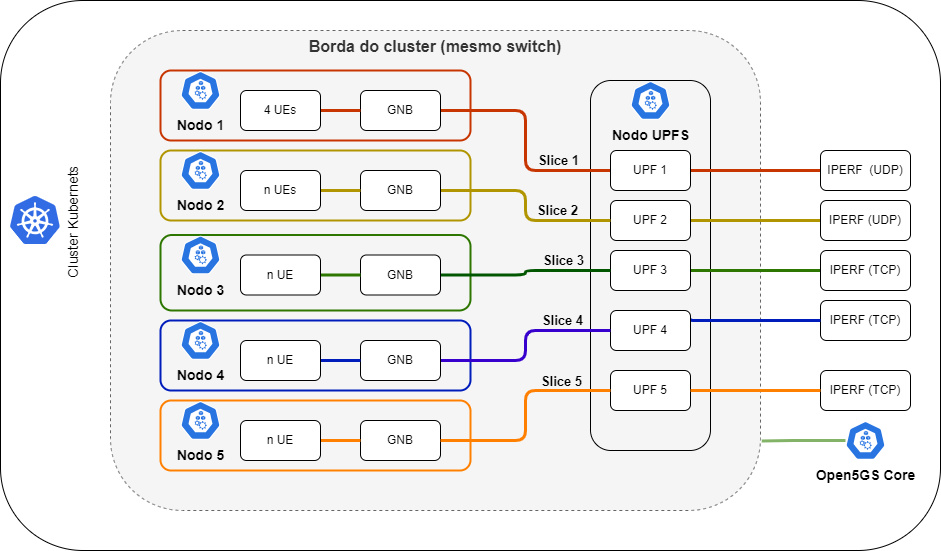 Borda do cluster (mesmo switch)
Cluster Kubernets
Nodo 1
4 UEs
GNB
Nodo 2
n UEs
GNB
Nodo 3
n UE
GNB
Nodo 4
n UE
GNB
Nodo 5
n UE
GNB
Slice 1
Slice 2
Slice 3
Slice 4
Slice 5
Nodo UPFS
UPF 1
UPF 2
UPF 3
UPF 4
UPF 5
IPERF (UDP)
IPERF (UDP)
IPERF (TCP)
IPERF (TCP)
IPERF (TCP)
Open5GS Core